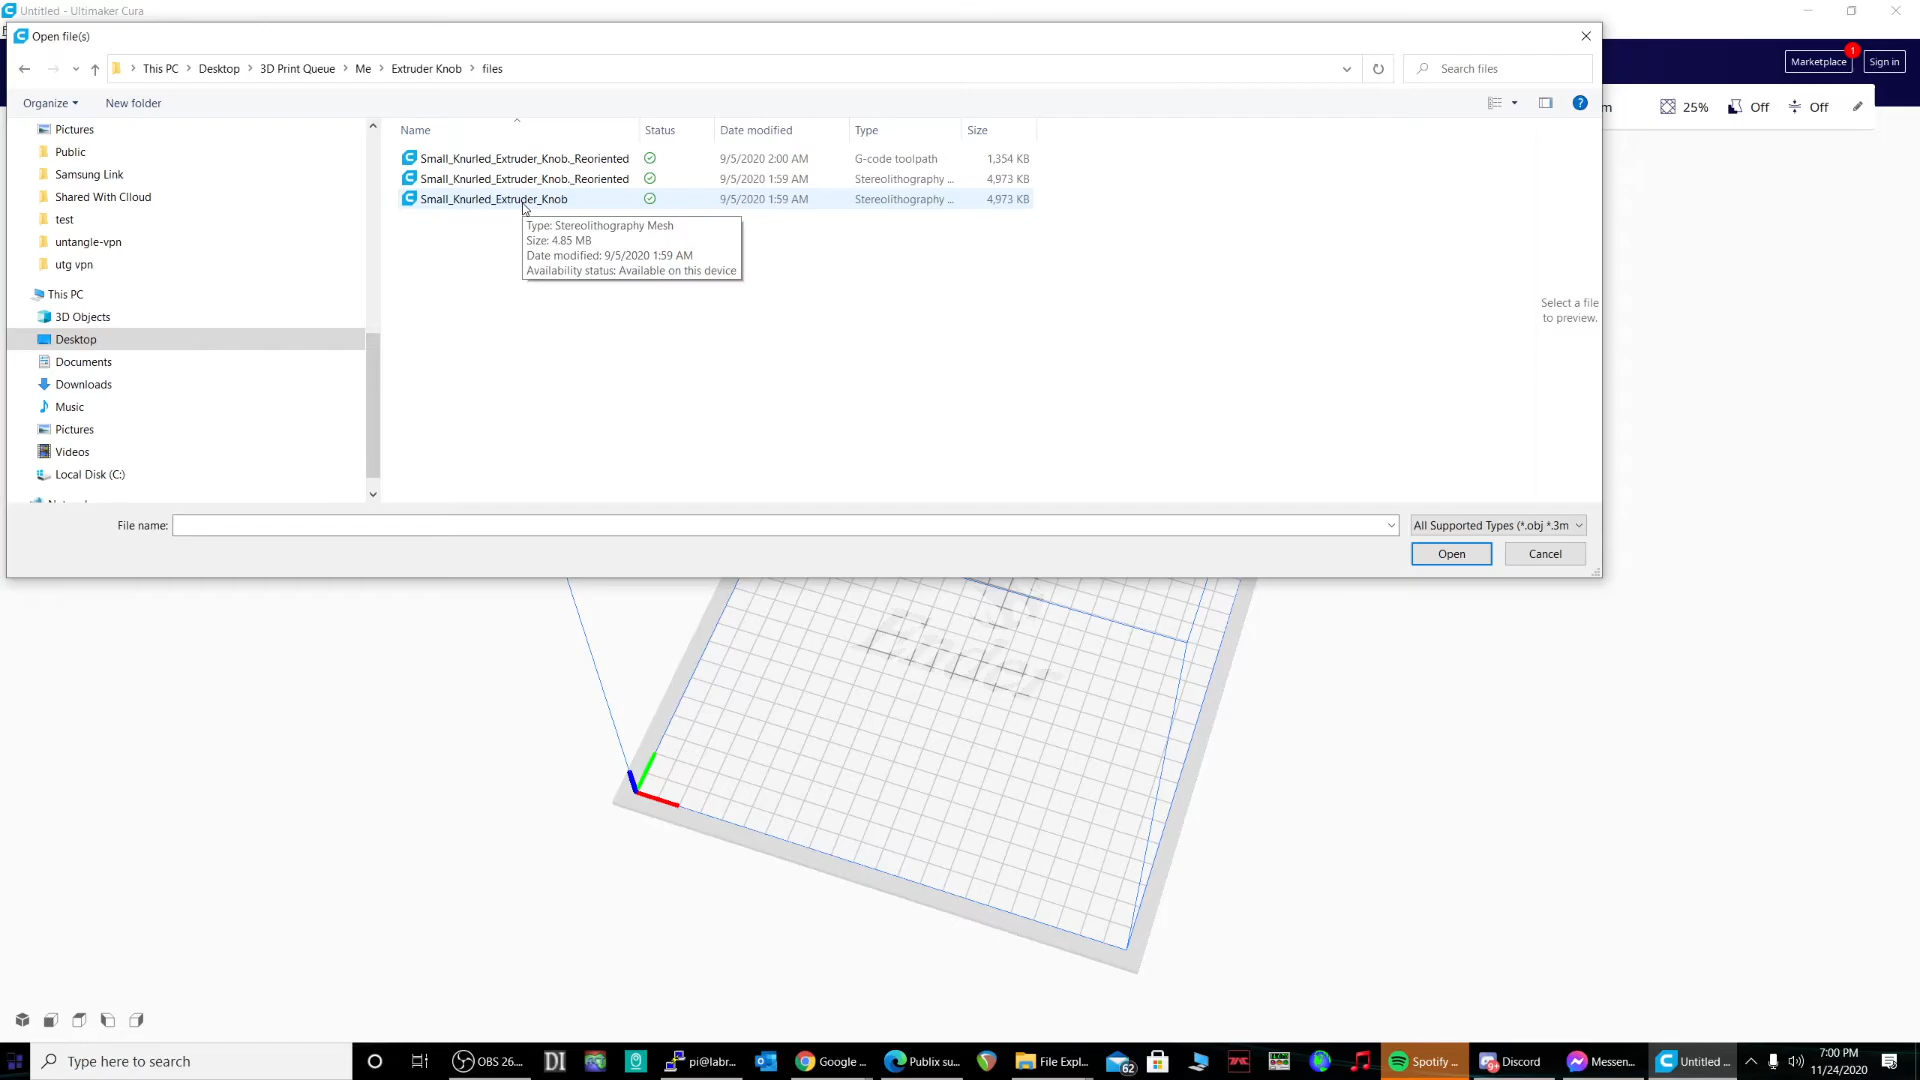 Untitled - Ultimaker Cura
Open file(s)
This PC > Desktop > 3D Print Queue > Me > Extruder Knob > files
Search files
Marketplace
1
Sign in
Organize
New folder
m
25%
Off
Off
Name
Status
Date modified
Type
Size
Small_Knurled_Extruder_Knob._Reoriented
9/5/2020 2:00 AM
G-code toolpath
1,354 KB
Small_Knurled_Extruder_Knob._Reoriented
9/5/2020 1:59 AM
Stereolithography ...
4,973 KB
Small_Knurled_Extruder_Knob
9/5/2020 1:59 AM
Stereolithography ...
4,973 KB
Type: Stereolithography Mesh
Size: 4.85 MB
Date modified: 9/5/2020 1:59 AM
Availability status: Available on this device
Pictures
Public
Samsung Link
Shared With Clloud
test
untangle-vpn
utg vpn
This PC
3D Objects
Desktop
Documents
Downloads
Music
Pictures
Videos
Local Disk (C:)
Select a file
to preview.
File name:
All Supported Types (*.obj *.3m
Open
Cancel
Ender
Type here to search
OBS 26...
DI
pi@labr...
Google ...
Publix su...
File Expl...
62
Spotify ...
Discord
Messen...
Untitled ...
7:00 PM
11/24/2020